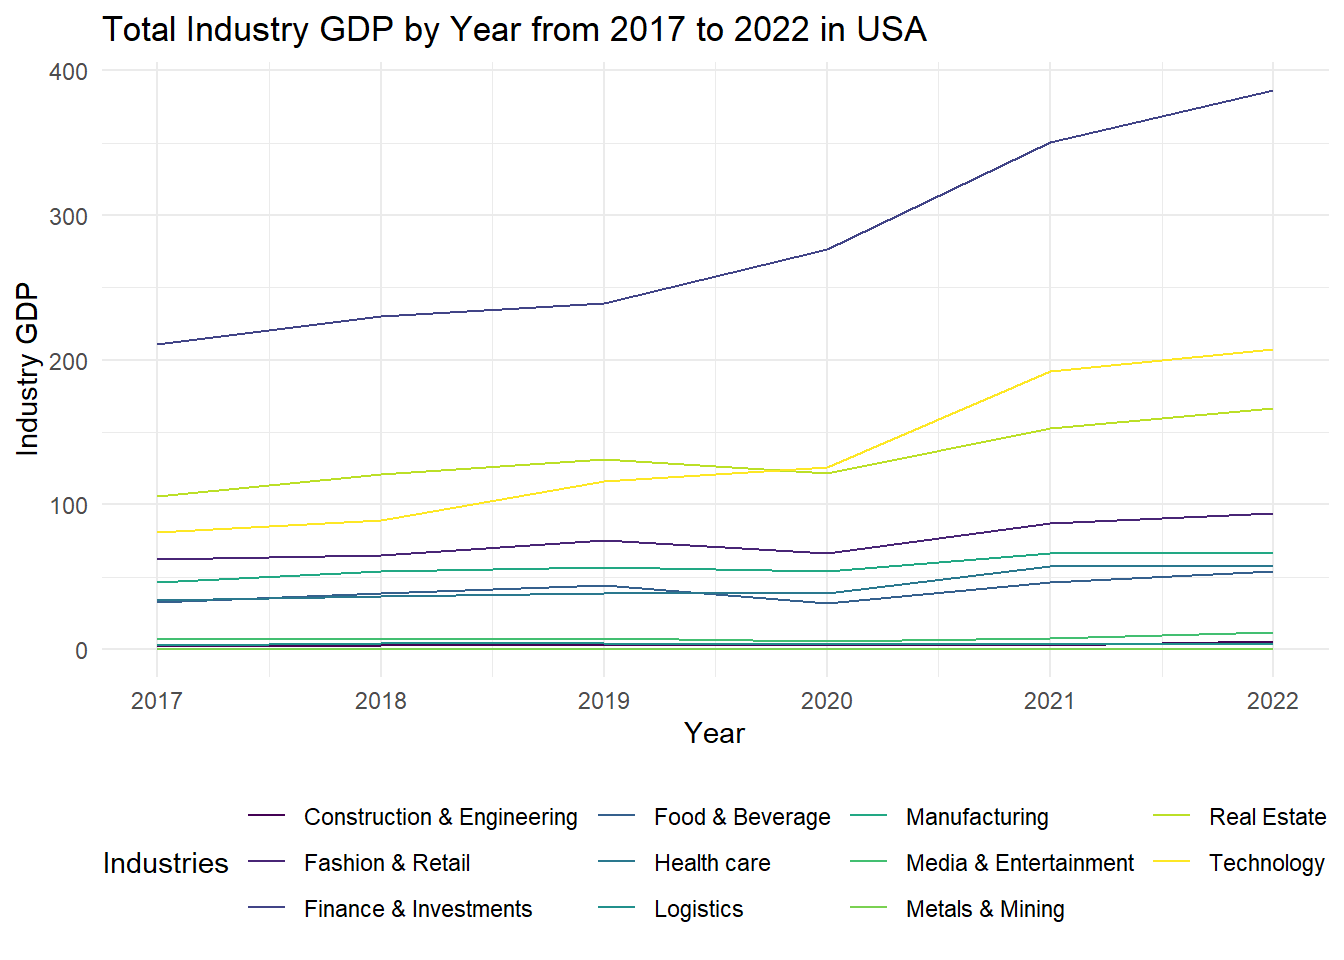 Total Industry GDP by Year from 2017 to 2022 in USA
400
300
200
100
0
Industry GDP
2017 2018 2019 2020 2021 2022
Year
Industries
Construction & Engineering Food & Beverage Manufacturing Real Estate
Fashion & Retail Health care Media & Entertainment Technology
Finance & Investments Logistics Metals & Mining